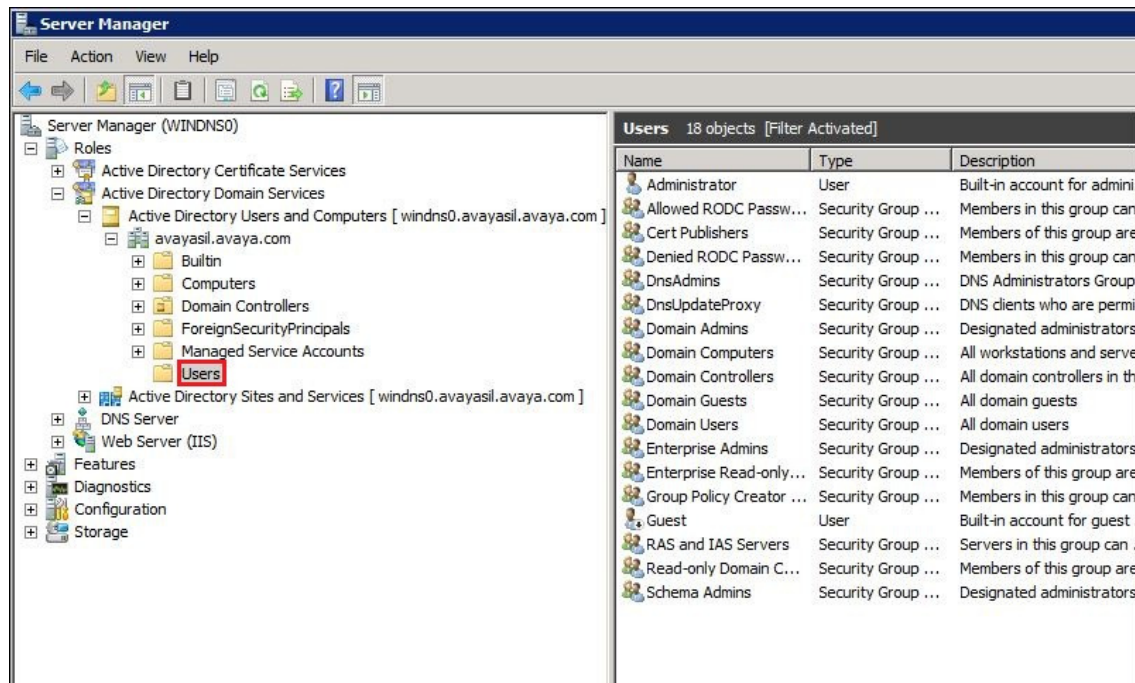 Server Manager
File Action View Help
Server Manager (WINDNS0)
Roles
Active Directory Certificate Services
Active Directory Domain Services
Active Directory Users and Computers [ windns0.avayasil.avaya.com ]
avayasil.avaya.com
Builtin
Computers
Domain Controllers
ForeignSecurityPrincipals
Managed Service Accounts
Users
Active Directory Sites and Services [ windns0.avayasil.avaya.com ]
DNS Server
Web Server (IIS)
Features
Diagnostics
Configuration
Storage
Users 18 objects [Filter Activated]
Name Type Description
Administrator User Built-in account for admini
Allowed RODC Passw... Security Group ... Members in this group can
Cert Publishers Security Group ... Members of this group are
Denied RODC Passw... Security Group ... Members in this group can
DnsAdmins Security Group ... DNS Administrators Group
DnsUpdateProxy Security Group ... DNS clients who are permi
Domain Admins Security Group ... Designated administrators
Domain Computers Security Group ... All workstations and serve
Domain Controllers Security Group ... All domain controllers in th
Domain Guests Security Group ... All domain guests
Domain Users Security Group ... All domain users
Enterprise Admins Security Group ... Designated administrators
Enterprise Read-only... Security Group ... Members of this group are
Group Policy Creator ... Security Group ... Members in this group can
Guest User Built-in account for guest
RAS and IAS Servers Security Group ... Servers in this group can .
Read-only Domain C... Security Group ... Members of this group are
Schema Admins Security Group ... Designated administrators